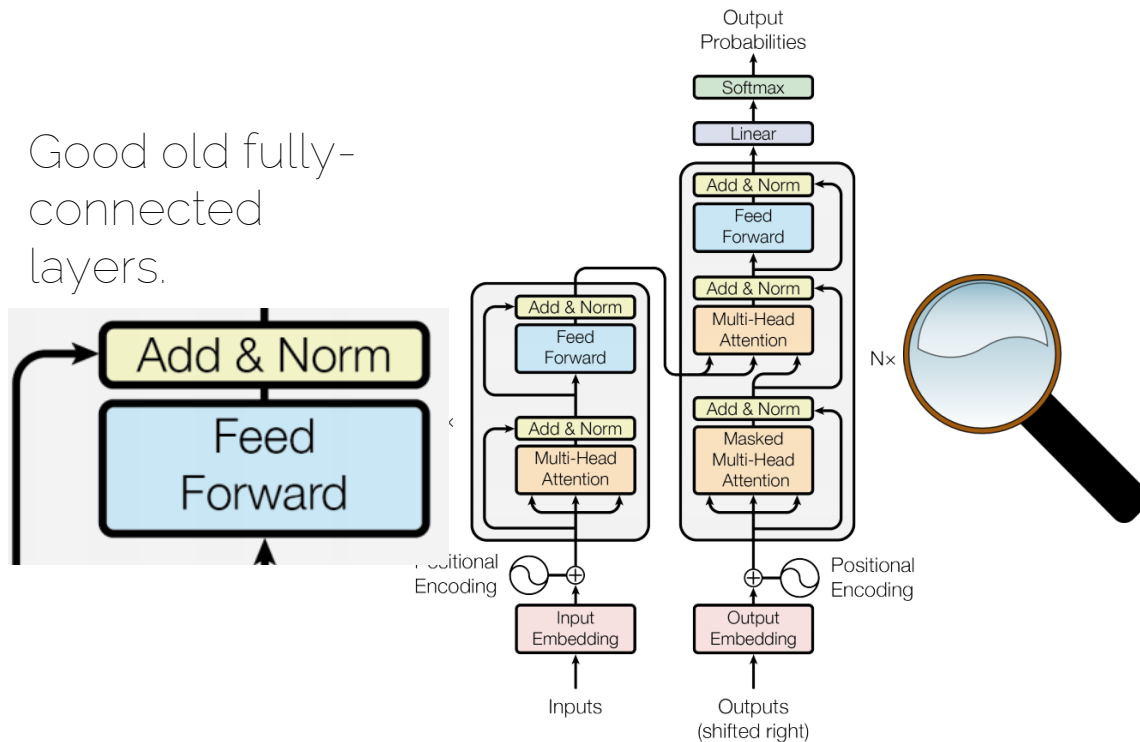 Good old fully-
connected
layers.
Add & Norm
Feed
Forward
Output
Probabilities
Softmax
Linear
Add & Norm
Feed
Forward
Add & Norm
Multi-Head
Attention
Add & Norm
Masked
Multi-Head
Attention
N×
Add & Norm
Feed
Forward
Add & Norm
Multi-Head
Attention
×
Positional
Encoding
Input
Embedding
Inputs
Positional
Encoding
Output
Embedding
Outputs
(shifted right)